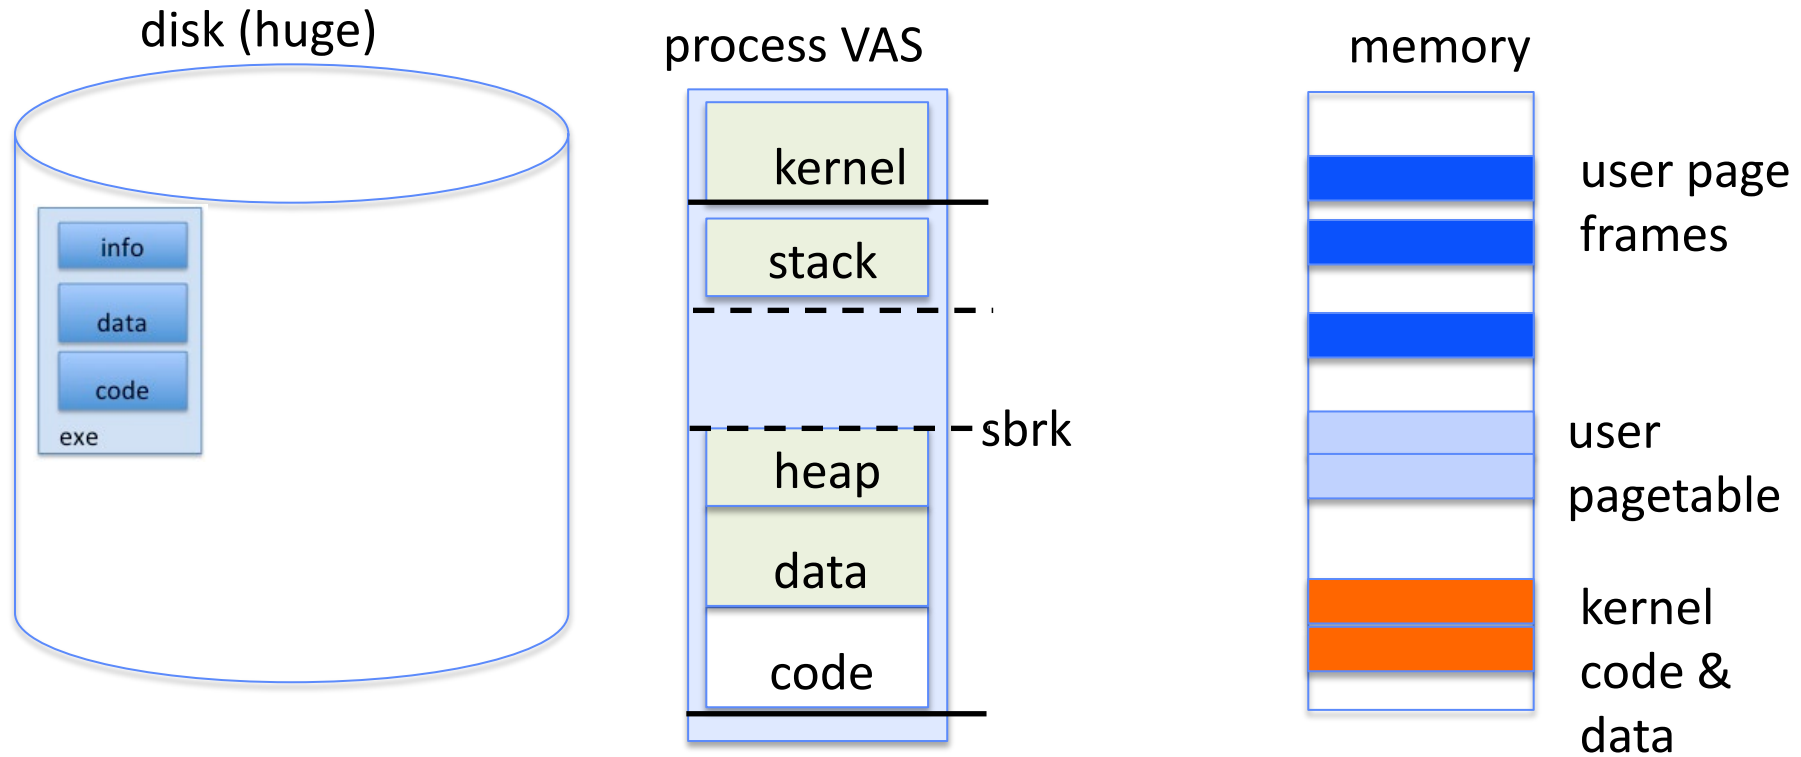 disk (huge)
info
data
code
exe
process VAS
kernel
stack
sbrk
heap
data
code
memory
user page
frames
user
pagetable
kernel
code &
data